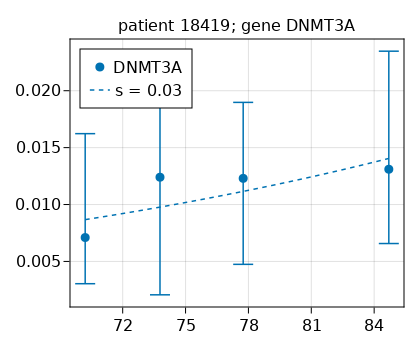 patient 18419; gene DNMT3A
DNMT3A
s = 0.03
0.020
0.015
0.010
0.005
72 75 78 81 84